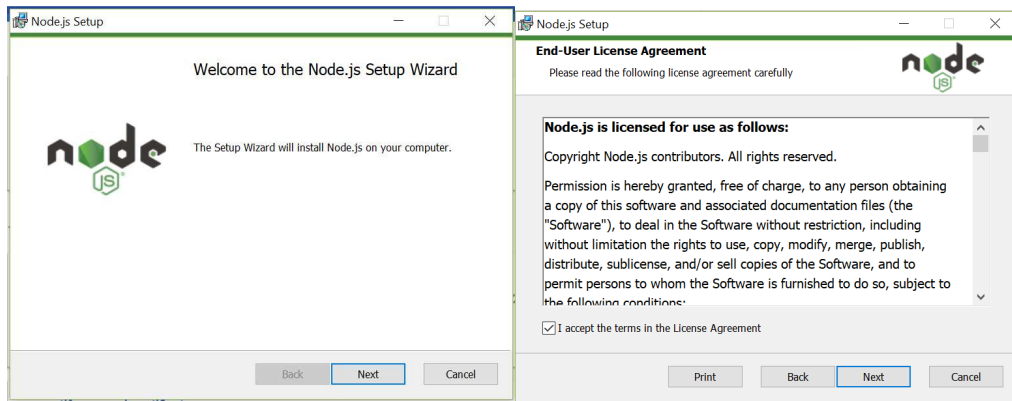 Node.js Setup
Welcome to the Node.js Setup Wizard
node
JS
The Setup Wizard will install Node.js on your computer.
Back Next Cancel
Node.js Setup
End-User License Agreement
Please read the following license agreement carefully
node
JS
Node.js is licensed for use as follows:
Copyright Node.js contributors. All rights reserved.
Permission is hereby granted, free of charge, to any person obtaining
a copy of this software and associated documentation files (the
"Software"), to deal in the Software without restriction, including
without limitation the rights to use, copy, modify, merge, publish,
distribute, sublicense, and/or sell copies of the Software, and to
permit persons to whom the Software is furnished to do so, subject to
the following conditions:
I accept the terms in the License Agreement
Print Back Next Cancel